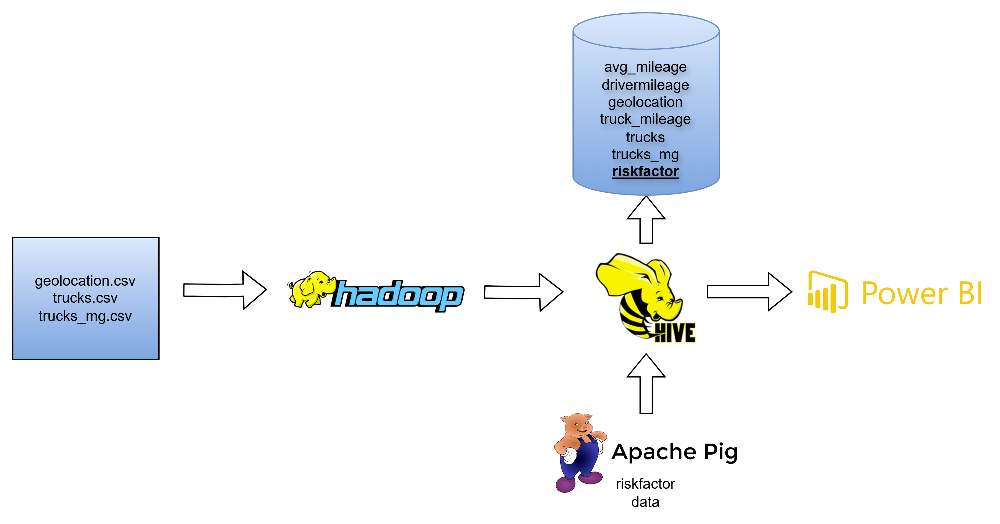 avg_mileage
drivermileage
geolocation
truck_mileage
trucks
trucks_mg
riskfactor
geolocation.csv
trucks.csv
trucks_mg.csv
hadoop
HIVE
Power BI
Apache Pig
riskfactor
data